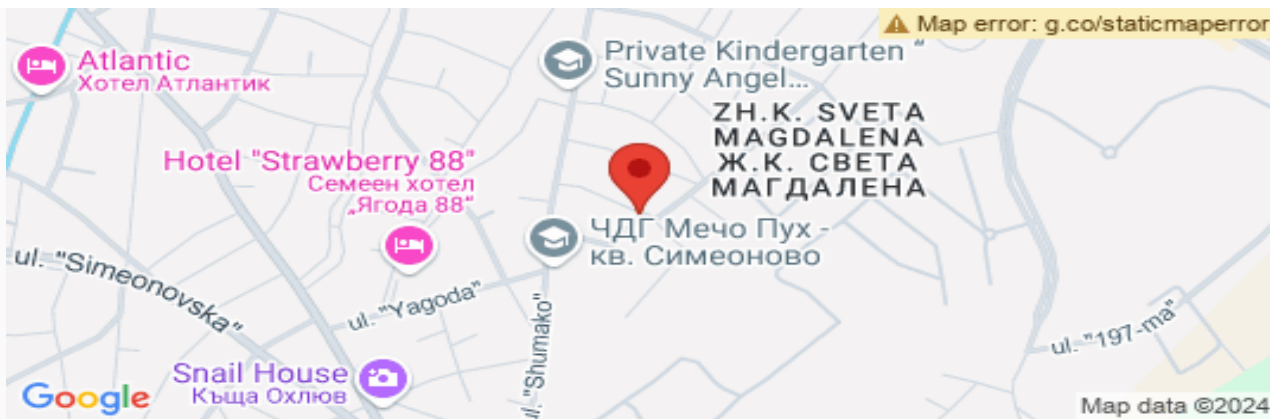 Map error: g.co/staticmaperror
Atlantic
Хотел Атлантик
Private Kindergarten “
Sunny Angel...
ZH.K. SVETA
MAGDALENA
Ж.К. СВЕТА
МАГДАЛЕНА
Hotel "Strawberry 88"
Семеен хотел
„Ягода 88“
ЧДГ Мечо Пух -
кв. Симеоново
ul. "Simeonovska"
ul. "Yagoda"
ul. "Shumako"
ul. "197-ma"
Snail House
Къща Охлюв
Google
Map data ©2024